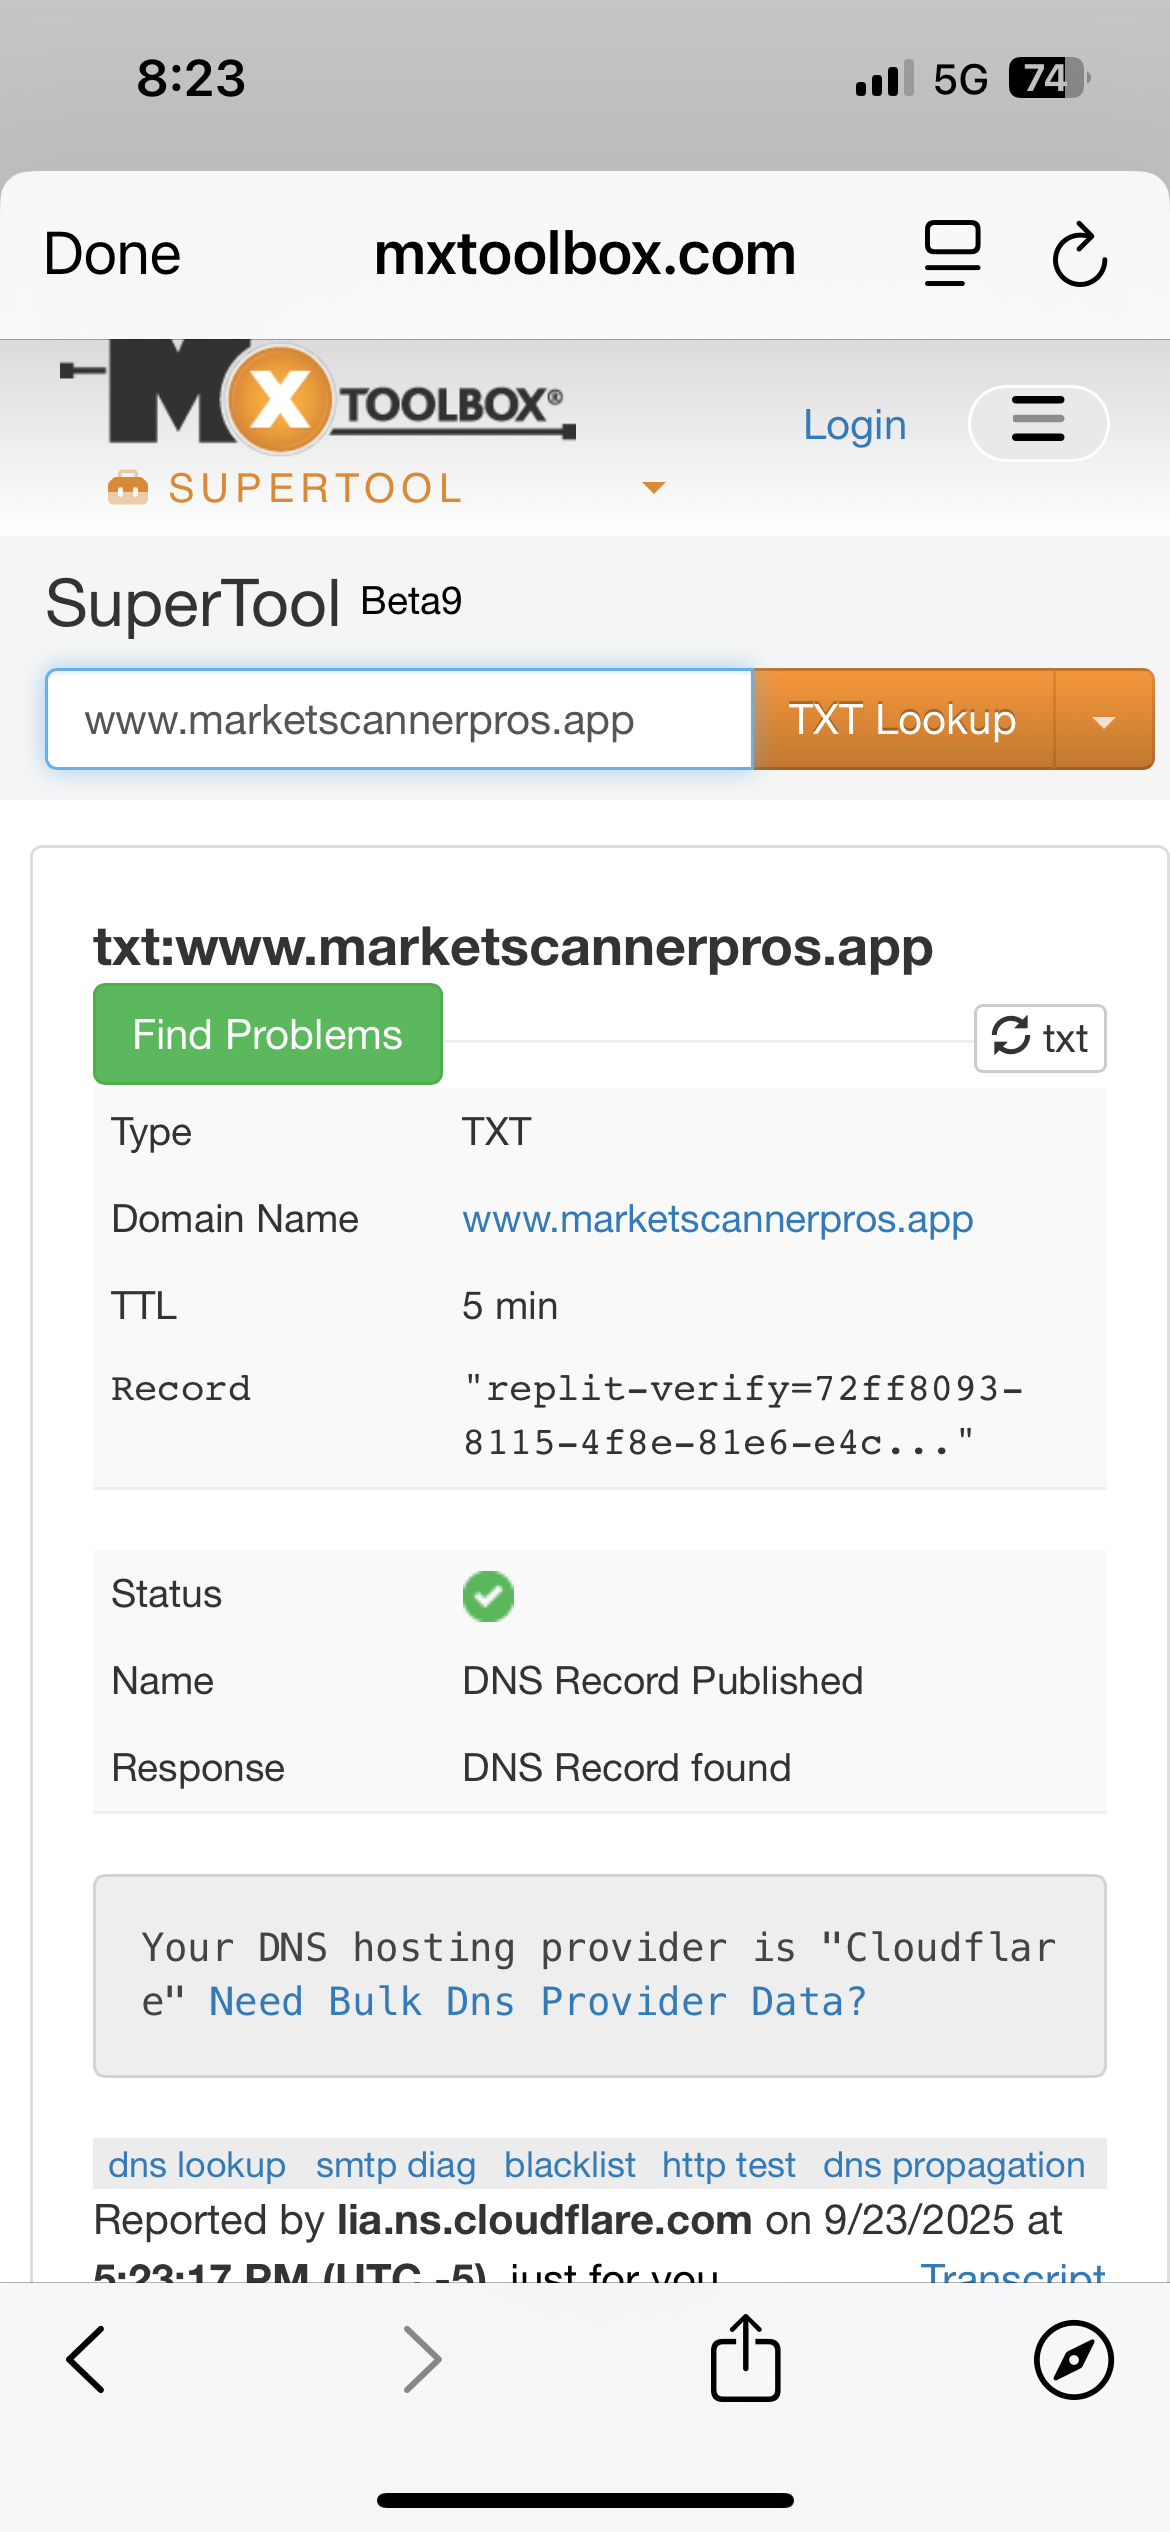 8:23
5G 74
Done
mxtoolbox.com
MX TOOLBOX®
Login
SUPERTOOL
SuperTool Beta9
www.marketscannerpros.app
TXT Lookup
txt:www.marketscannerpros.app
Find Problems
txt
Type TXT
Domain Name www.marketscannerpros.app
TTL 5 min
Record "replit-verify=72ff8093-
8115-4f8e-81e6-e4c..."
Status
Name DNS Record Published
Response DNS Record found
Your DNS hosting provider is "Cloudflar
e" Need Bulk Dns Provider Data?
dns lookup smtp diag blacklist http test dns propagation
Reported by lia.ns.cloudflare.com on 9/23/2025 at
5:23:17 PM (UTC -5), just for you. Transcript